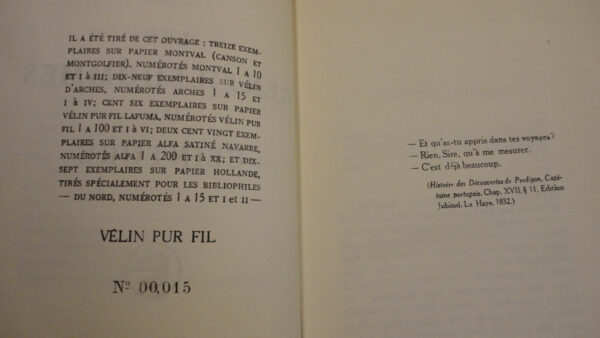 IL A ÉTÉ TIRÉ DE CET OUVRAGE : TREIZE EXEM-
PLAIRES SUR PAPIER MONTVAL (CANSON ET
MONTGOLFIER), NUMÉROTÉS MONTVAL 1 A 10
ET I à III; DIX-NEUF EXEMPLAIRES SUR VÉLIN
D'ARCHES, NUMÉROTÉS ARCHES 1 A 15 ET
I à IV; CENT SIX EXEMPLAIRES SUR PAPIER
VÉLIN PUR FIL LAFUMA, NUMÉROTÉS VÉLIN PUR
FIL 1 à 100 ET I à VI; DEUX CENT VINGT EXEM-
PLAIRES SUR PAPIER ALFA SATINÉ NAVARRE,
NUMÉROTÉS ALFA 1 A 200 ET I à XX; ET DIX-
SEPT EXEMPLAIRES SUR PAPIER HOLLANDE,
TIRÉS SPÉCIALEMENT POUR LES BIBLIOPHILES
— DU NORD, NUMÉROTÉS 1 A 15 ET I et II —
VÉLIN PUR FIL
Nº 00,015
— Et qu'as-tu appris dans tes voyages?
— Rien, Sire, qu'à me mesurer.
— C'est déjà beaucoup.
(Histoire des Découvertes de Perdigon, Capi-
taine portugais. Chap. XVII, § 11, Edition
Jubinal. La Haye, 1832.)